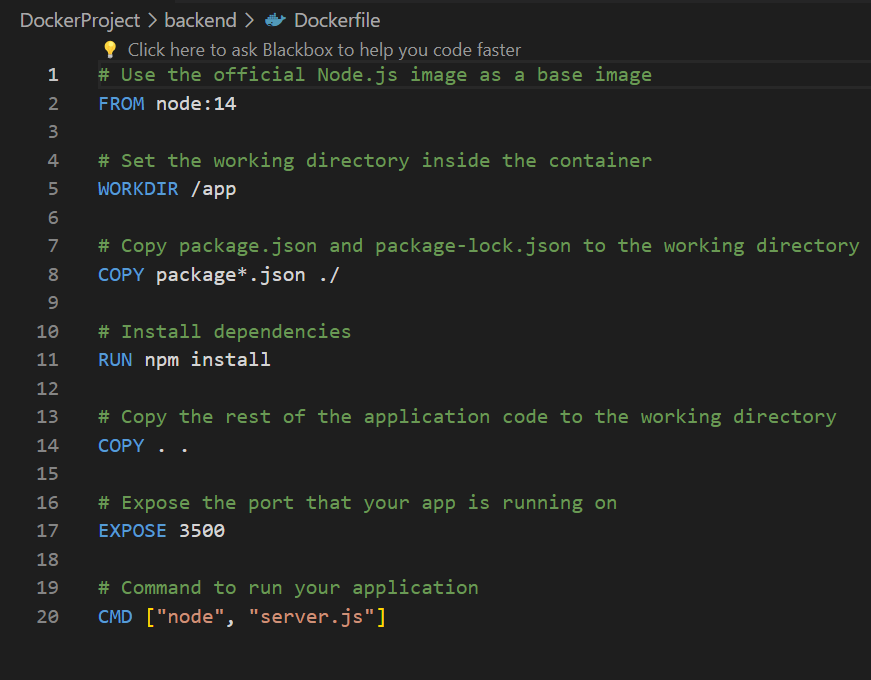 DockerProject > backend > Dockerfile
Click here to ask Blackbox to help you code faster
1 # Use the official Node.js image as a base image
2 FROM node:14
3
4 # Set the working directory inside the container
5 WORKDIR /app
6
7 # Copy package.json and package-lock.json to the working directory
8 COPY package*.json ./
9
10 # Install dependencies
11 RUN npm install
12
13 # Copy the rest of the application code to the working directory
14 COPY . .
15
16 # Expose the port that your app is running on
17 EXPOSE 3500
18
19 # Command to run your application
20 CMD ["node", "server.js"]